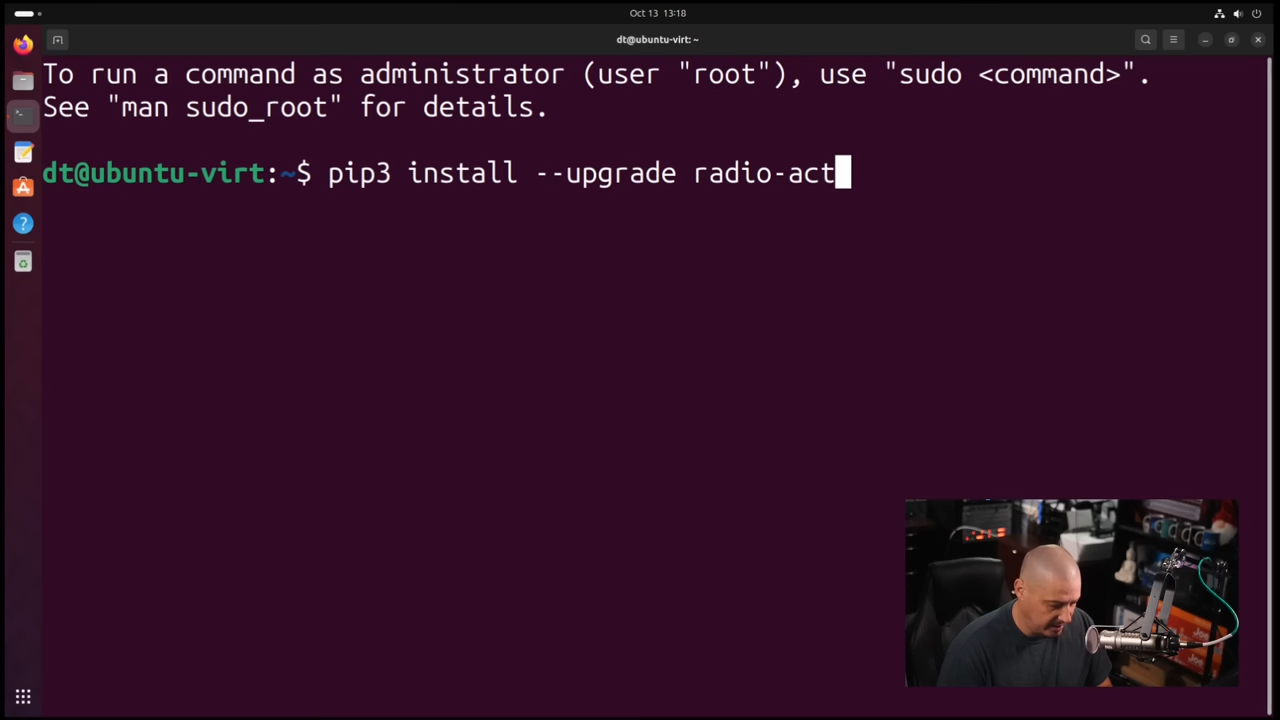 Oct 13 13:18
dt@ubuntu-virt: ~
To run a command as administrator (user "root"), use "sudo <command>".
See "man sudo_root" for details.
dt@ubuntu-virt:~$ pip3 install --upgrade radio-act